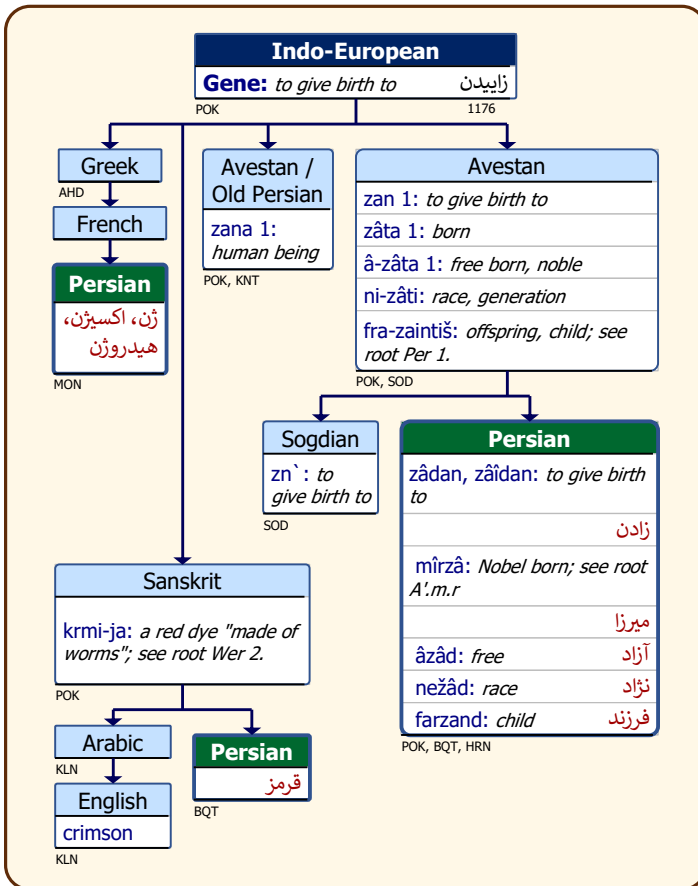 Indo-European
Gene: to give birth to زاییدن
POK 1176
Greek
AHD
French
Persian
ژن، اکسیژن،
هیدروژن
MON
Avestan /
Old Persian
zana 1:
human being
POK, KNT
Avestan
zan 1: to give birth to
zâta 1: born
â-zâta 1: free born, noble
ni-zâti: race, generation
fra-zaintiš: offspring, child; see
root Per 1.
POK, SOD
Sogdian
zn`: to
give birth to
SOD
Persian
zâdan, zâîdan: to give birth
to
زادن
mîrzâ: Nobel born; see root
A'.m.r
میرزا
âzâd: free آزاد
nežâd: race نژاد
farzand: child فرزند
POK, BQT, HRN
Sanskrit
krmi-ja: a red dye "made of
worms"; see root Wer 2.
POK
Arabic
KLN
English
crimson
KLN
Persian
قرمز
BQT